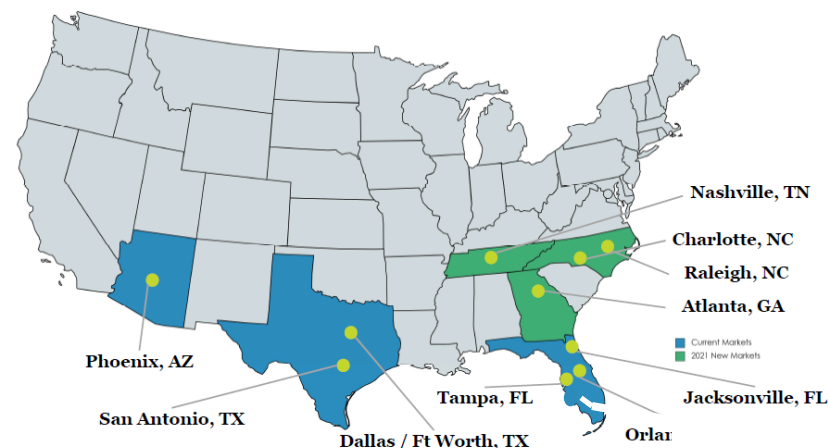 Nashville, TN
Charlotte, NC
Raleigh, NC
Atlanta, GA
Current Markets
2021 New Markets
Phoenix, AZ
Tampa, FL
Jacksonville, FL
San Antonio, TX
Dallas / Ft Worth, TX